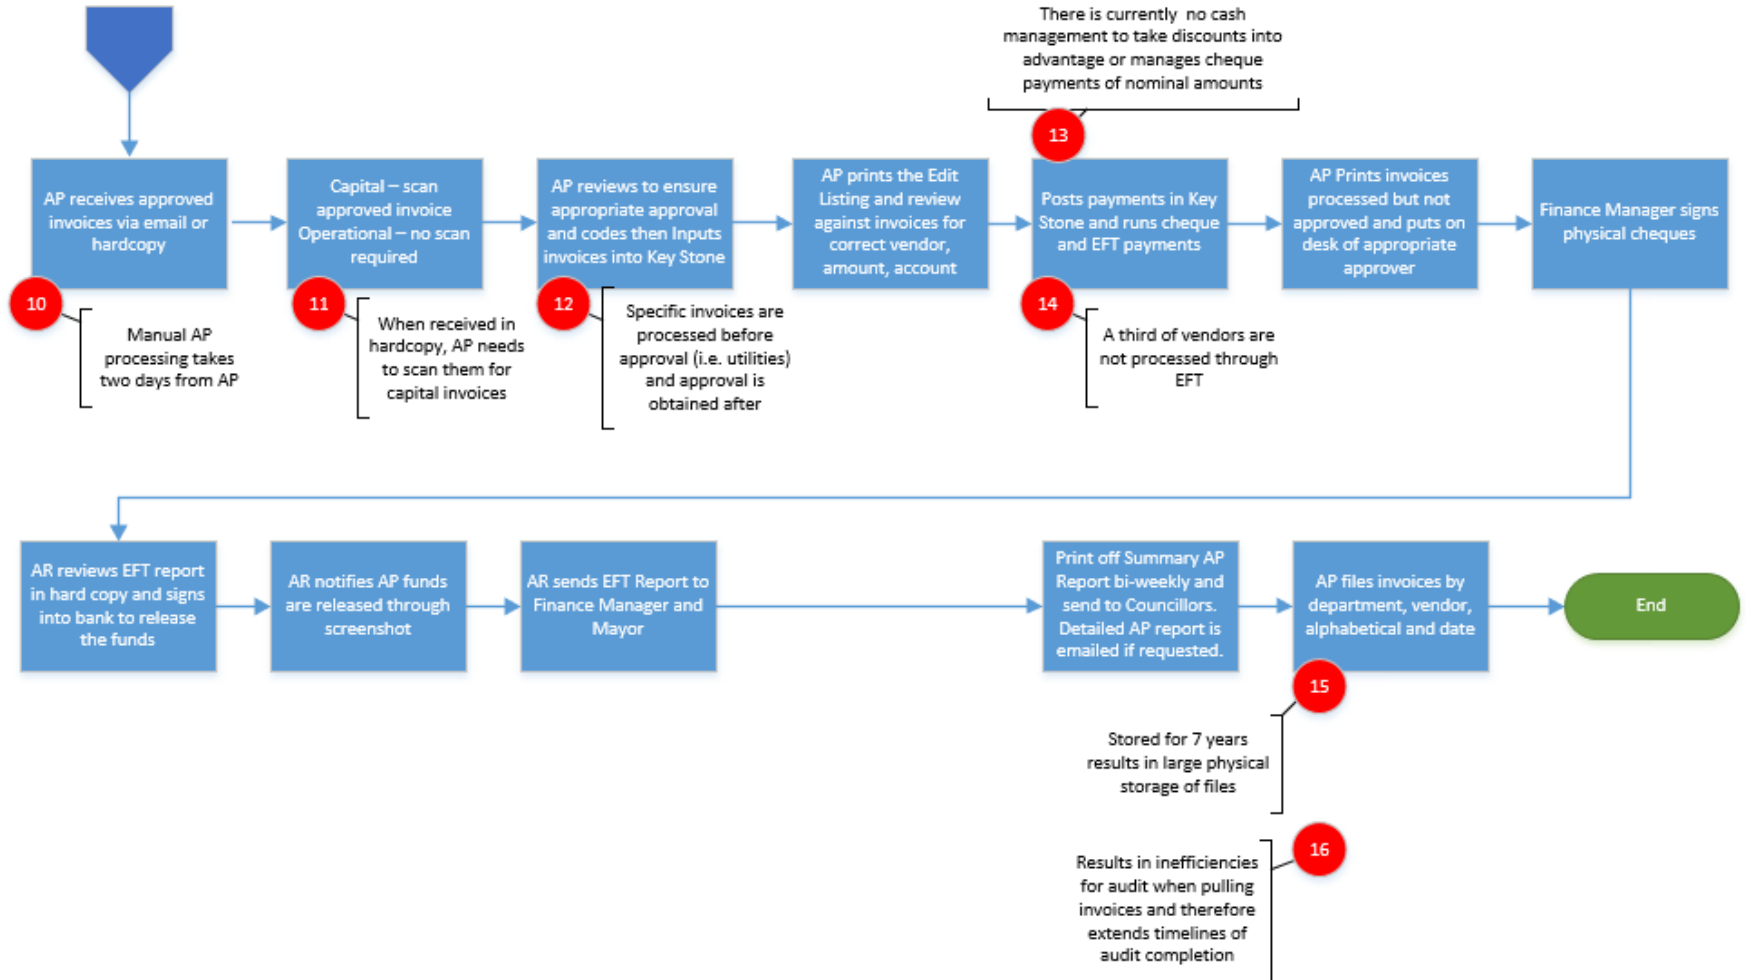 There is currently no cash
management to take discounts into
advantage or manages cheque
payments of nominal amounts
13
AP receives approved
invoices via email or
hardcopy
Capital – scan
approved invoice
Operational – no scan
required
AP reviews to ensure
appropriate approval
and codes then Inputs
invoices into Key Stone
AP prints the Edit
Listing and review
against invoices for
correct vendor,
amount, account
Posts payments in Key
Stone and runs cheque
and EFT payments
AP Prints invoices
processed but not
approved and puts on
desk of appropriate
approver
Finance Manager signs
physical cheques
10
Manual AP
processing takes
two days from AP
11
When received in
hardcopy, AP needs
to scan them for
capital invoices
12
Specific invoices are
processed before
approval (i.e. utilities)
and approval is
obtained after
14
A third of vendors are
not processed through
EFT
AR reviews EFT report
in hard copy and signs
into bank to release
the funds
AR notifies AP funds
are released through
screenshot
AR sends EFT Report to
Finance Manager and
Mayor
Print off Summary AP
Report bi-weekly and
send to Councillors.
Detailed AP report is
emailed if requested.
AP files invoices by
department, vendor,
alphabetical and date
End
15
Stored for 7 years
results in large physical
storage of files
16
Results in inefficiencies
for audit when pulling
invoices and therefore
extends timelines of
audit completion